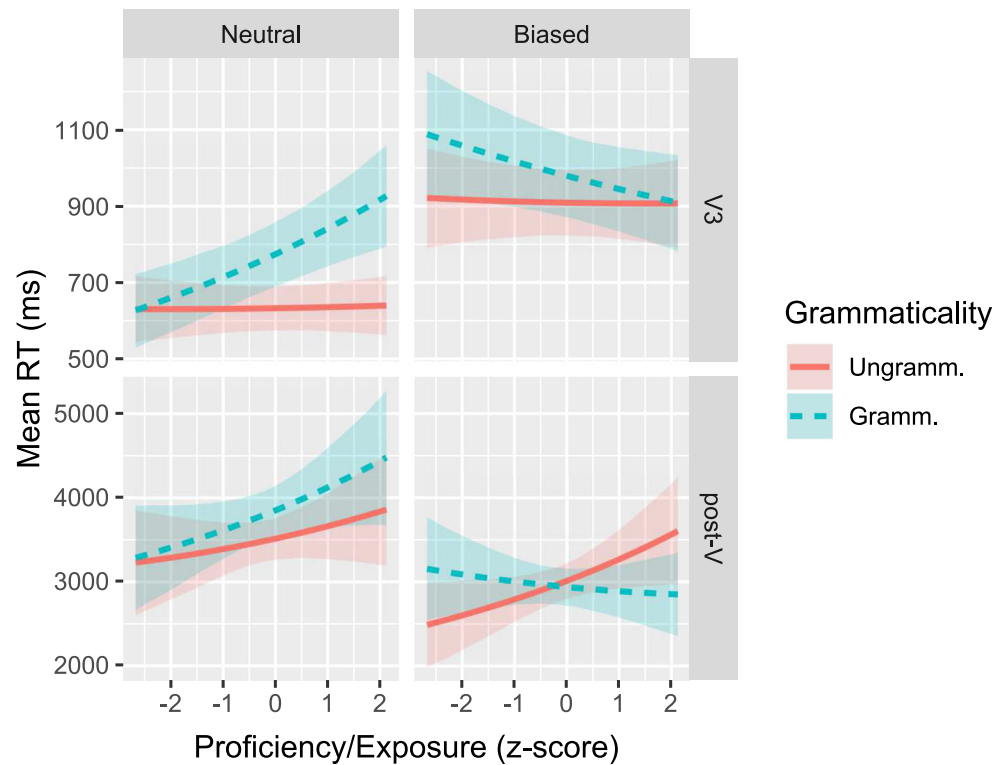 Neutral
Biased
1100
900
700
500
V3
5000
4000
3000
2000
post-V
Mean RT (ms)
-2 -1 0 1 2
-2 -1 0 1 2
Proficiency/Exposure (z-score)
Grammaticality
Ungramm.
Gramm.